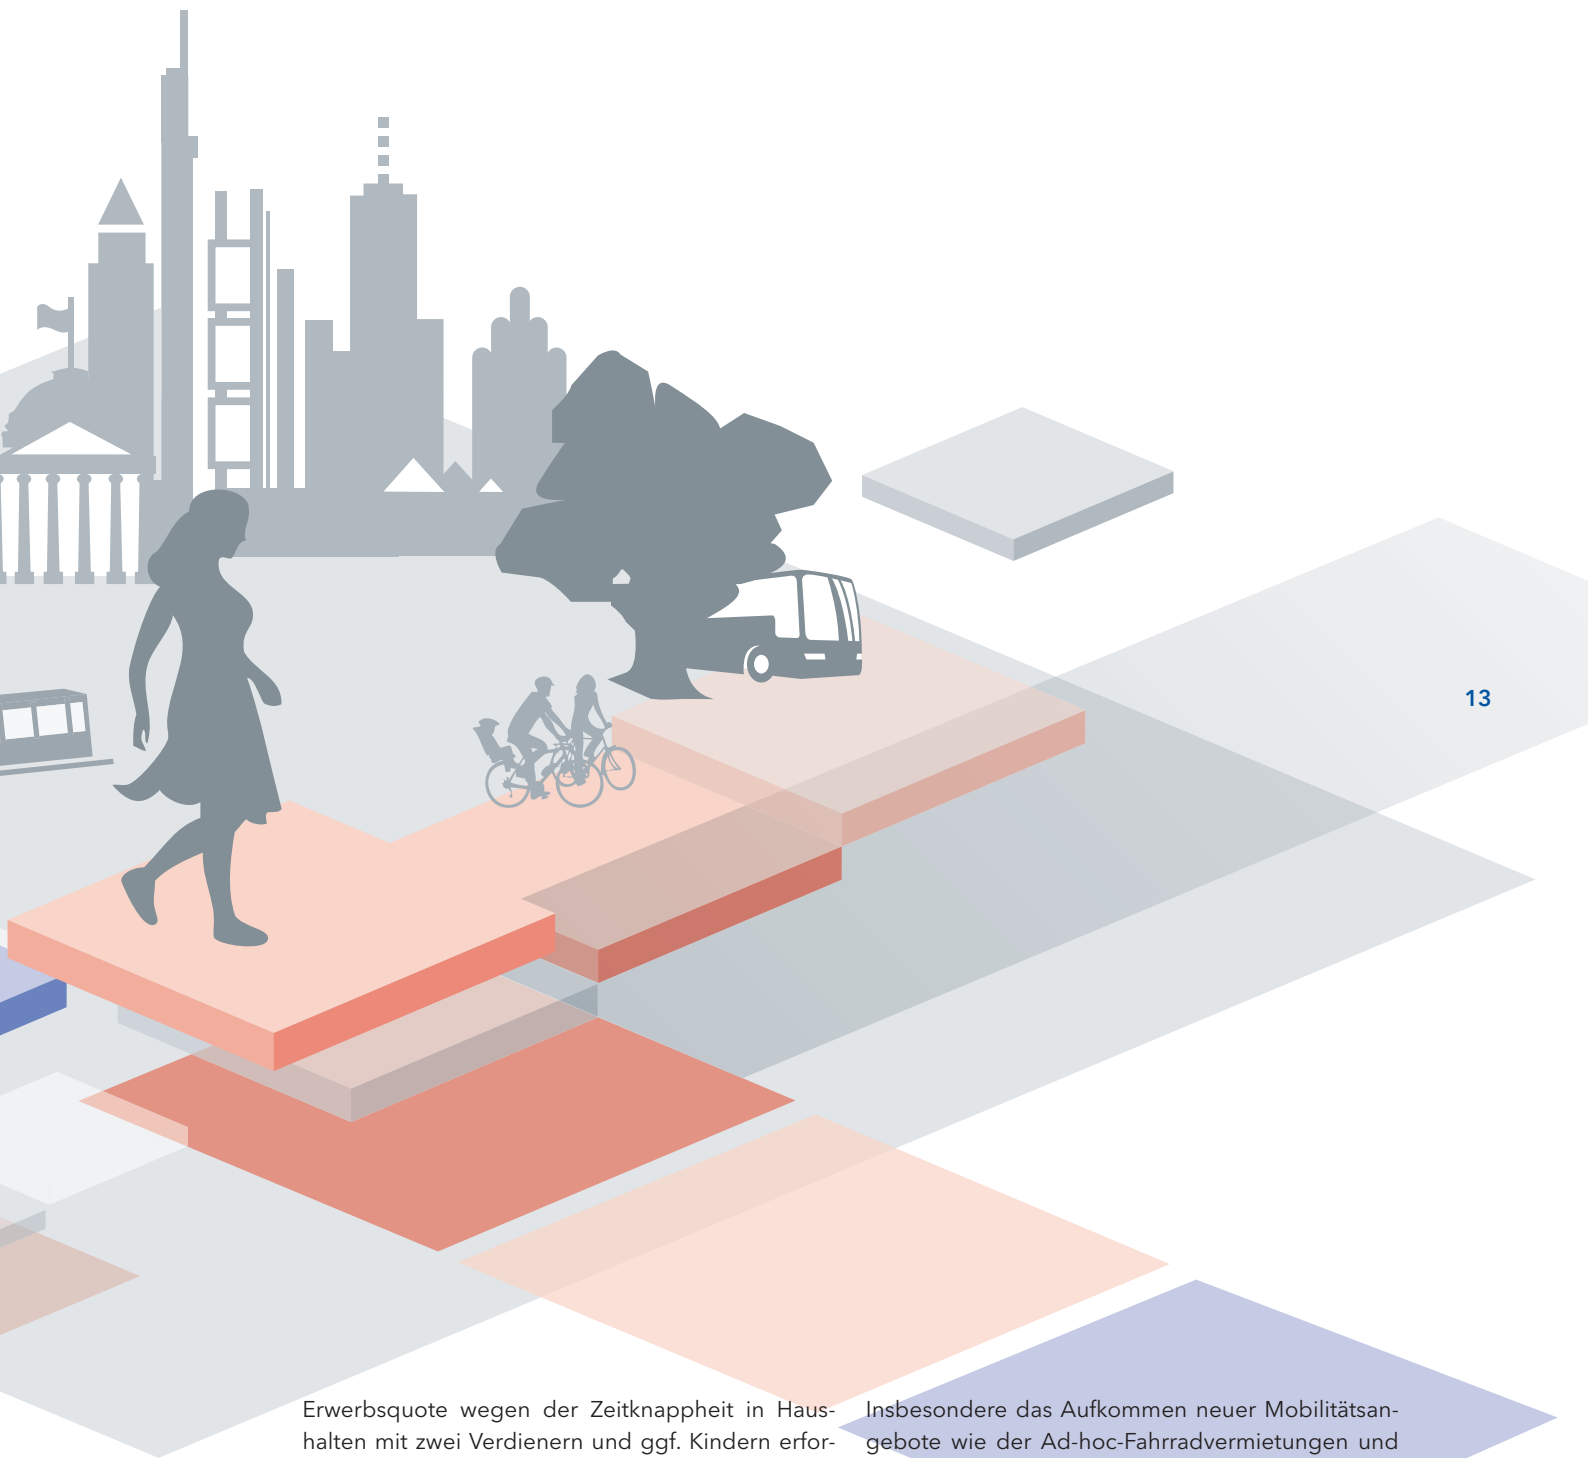 13
Erwerbsquote wegen der Zeitknappheit in Haus-
halten mit zwei Verdienern und ggf. Kindern erfor-
Insbesondere das Aufkommen neuer Mobilitätsan-
gebote wie der Ad-hoc-Fahrradvermietungen und